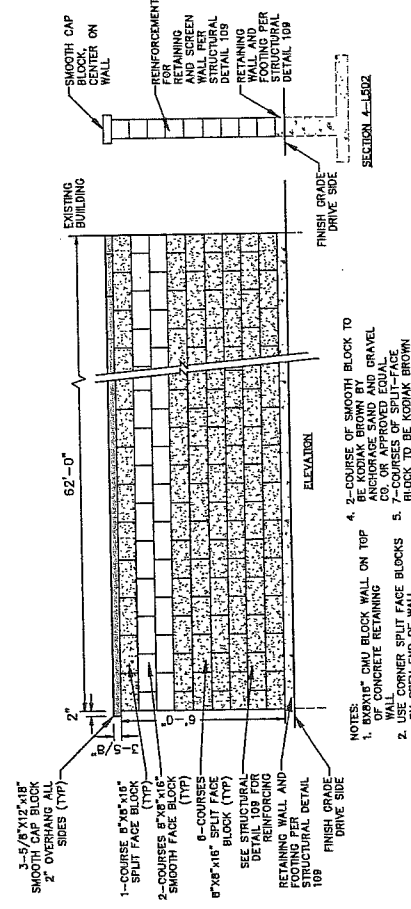 3-5/8"X12"x18"
SMOOTH CAP BLOCK
2" OVERHANG ALL
SIDES (TYP)
1-COURSE 8"X8"x16"
SPLIT FACE BLOCK
(TYP)
2-COURSES 8"X8"x16"
SMOOTH FACE BLOCK
(TYP)
6-COURSES
8"X8"x16" SPLIT FACE
BLOCK (TYP)
SEE STRUCTURAL
DETAIL 109 FOR
REINFORCING
RETAINING WALL AND
FOOTING PER
STRUCTURAL DETAIL
109
FINISH GRADE
DRIVE SIDE
2"
3-5/8"
6'-0"
62'-0"
EXISTING
BUILDING
ELEVATION
SMOOTH CAP
BLOCK,
CENTER ON
WALL
REINFORCEMENT
FOR
RETAINING
AND SCREEN
WALL PER
STRUCTURAL
DETAIL 109
RETAINING
WALL AND
FOOTING PER
STRUCTURAL
DETAIL 109
FINISH GRADE
DRIVE SIDE
SECTION 4-L502
NOTES:
1. 8X8X16" CMU BLOCK WALL ON TOP
OF CONCRETE RETAINING
WALL
2. USE CORNER SPLIT FACE BLOCKS
4. 2-COURSE OF SMOOTH BLOCK TO
BE KODIAK BROWN BY
ANCHORAGE SAND AND GRAVEL
CO. OR APPROVED EQUAL
5. 7-COURSES OF SPLIT-FACE
BLOCK TO BE KODIAK BROWN